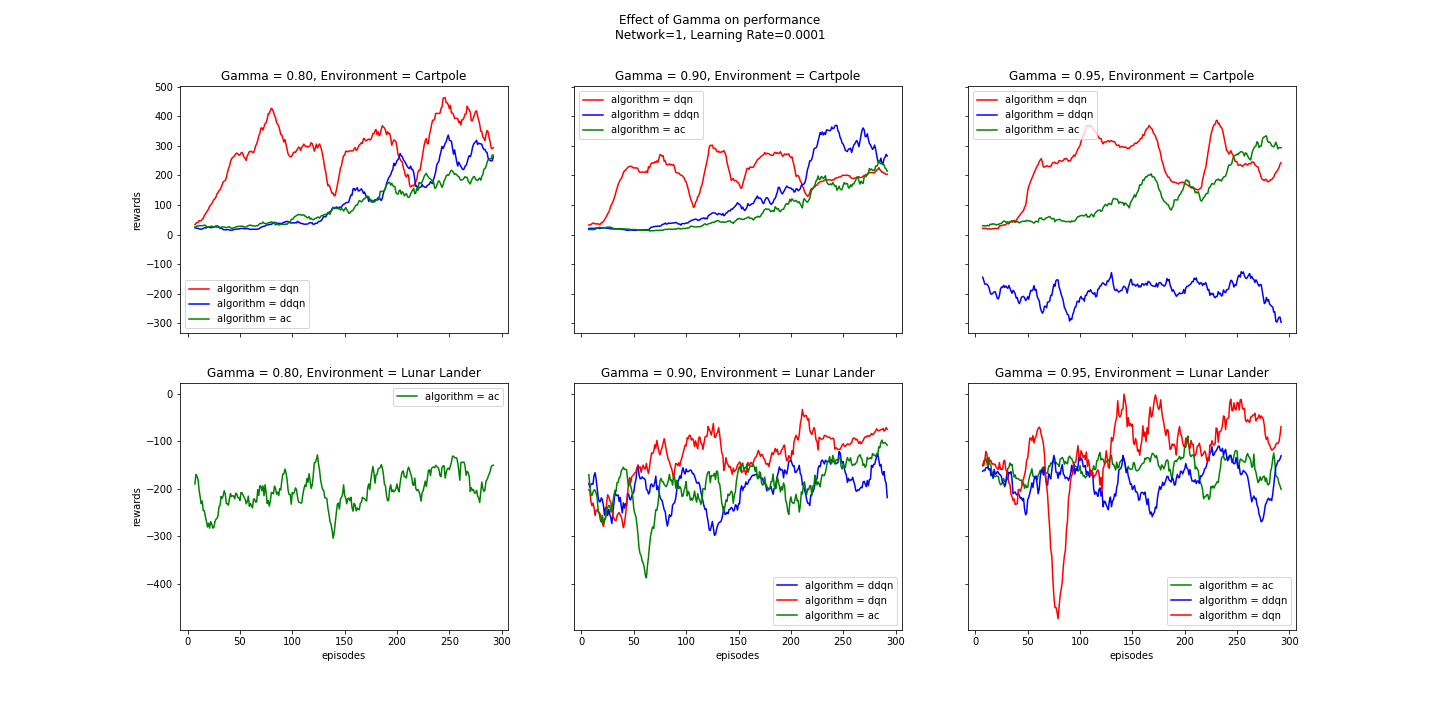 Effect of Gamma on performance
Network=1, Learning Rate=0.0001
Gamma = 0.80, Environment = Cartpole
500
400
300
200
100
0
−100
−200
−300
rewards
algorithm = dqn
algorithm = ddqn
algorithm = ac
Gamma = 0.90, Environment = Cartpole
algorithm = dqn
algorithm = ddqn
algorithm = ac
Gamma = 0.95, Environment = Cartpole
algorithm = dqn
algorithm = ddqn
algorithm = ac
Gamma = 0.80, Environment = Lunar Lander
0
−100
−200
−300
−400
rewards
algorithm = ac
0 50 100 150 200 250 300
episodes
Gamma = 0.90, Environment = Lunar Lander
algorithm = ddqn
algorithm = dqn
algorithm = ac
0 50 100 150 200 250 300
episodes
Gamma = 0.95, Environment = Lunar Lander
algorithm = ac
algorithm = ddqn
algorithm = dqn
0 50 100 150 200 250 300
episodes